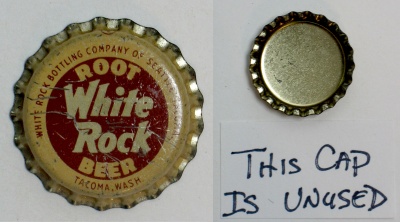 WHITE ROCK BOTTLING COMPANY OF SEATTLE
ROOT
White
Rock
BEER
TACOMA, WASH.
THIS CAP
IS UNUSED